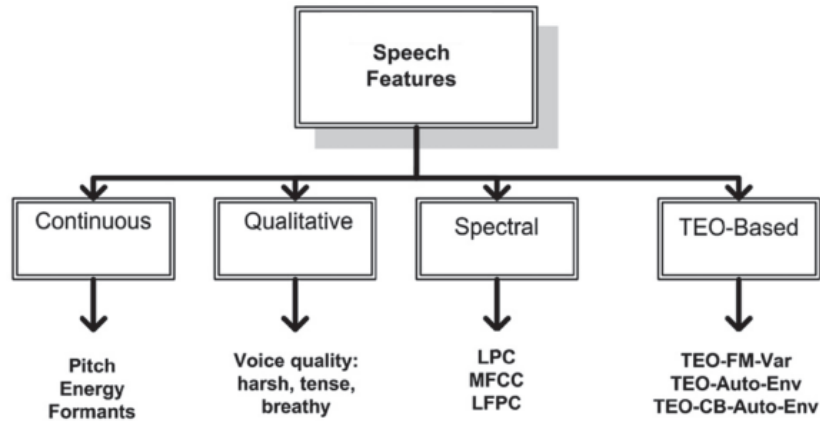 Speech
Features
Continuous
Qualitative
Spectral
TEO-Based
Pitch
Energy
Formants
Voice quality:
harsh, tense,
breathy
LPC
MFCC
LFPC
TEO-FM-Var
TEO-Auto-Env
TEO-CB-Auto-Env